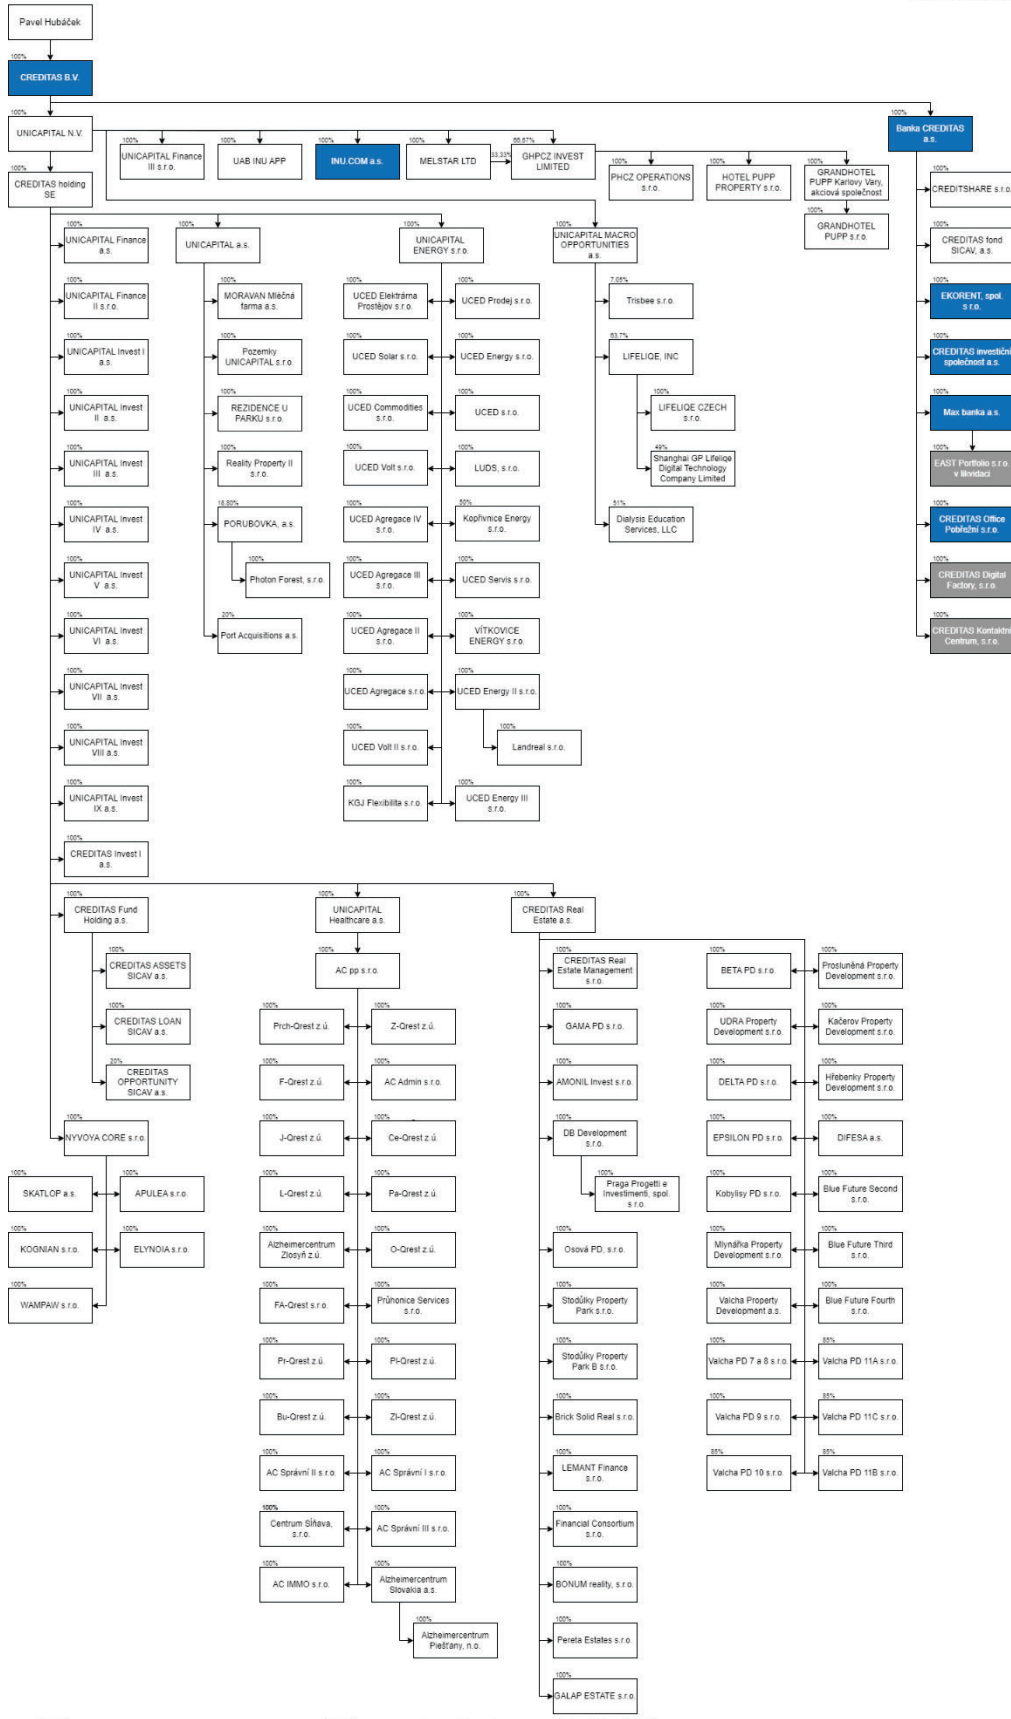 Pavel Hubáček
100%
CREDITAS B.V.
100%
UNICAPITAL N.V.
100%
CREDITAS holding
SE
100%
UNICAPITAL Finance
III s.r.o.
100%
UAB INU APP
100%
INU.COM a.s.
100%
MELSTAR LTD
33,33%
66,67%
GHPCZ INVEST
LIMITED
100%
PHCZ OPERATIONS
s.r.o.
100%
HOTEL PUPP
PROPERTY s.r.o.
100%
GRANDHOTEL
PUPP Karlovy Vary,
akciová společnost
100%
GRANDHOTEL
PUPP s.r.o.
100%
Banka CREDITAS
a.s.
100%
CREDITSHARE s.r.o.
100%
CREDITAS fond
SICAV, a.s.
100%
EKORENT, spol.
s r.o.
100%
CREDITAS investiční
společnost a.s.
100%
Max banka a.s.
100%
EAST Portfolio s.r.o.
v likvidaci
100%
CREDITAS Office
Pobřežní s.r.o.
100%
CREDITAS Digital
Factory, s.r.o.
100%
CREDITAS Kontaktní
Centrum, s.r.o.
100%
UNICAPITAL Finance
a.s.
100%
UNICAPITAL Finance
II s.r.o.
100%
UNICAPITAL Invest I
a.s.
100%
UNICAPITAL Invest
II a.s.
100%
UNICAPITAL Invest
III a.s.
100%
UNICAPITAL Invest
IV a.s.
100%
UNICAPITAL Invest
V a.s.
100%
UNICAPITAL Invest
VI a.s.
100%
UNICAPITAL Invest
VII a.s.
100%
UNICAPITAL Invest
VIII a.s.
100%
UNICAPITAL Invest
IX a.s.
100%
CREDITAS Invest I
a.s.
100%
UNICAPITAL a.s.
100%
MORAVAN Mléčná
farma a.s.
100%
Pozemky
UNICAPITAL s.r.o.
100%
REZIDENCE U
PARKU s.r.o.
100%
Reality Property II
s.r.o.
18,80%
PORUBOVKA, a.s.
100%
Photon Forest, s.r.o.
20%
Port Acquisitions a.s.
100%
UNICAPITAL
ENERGY s.r.o.
100%
UCED Elektrárna
Prostějov s.r.o.
100%
UCED Prodej s.r.o.
100%
UCED Solar s.r.o.
100%
UCED Energy s.r.o.
100%
UCED Commodities
s.r.o.
100%
UCED s.r.o.
100%
UCED Volt s.r.o.
100%
LUDS, s.r.o.
100%
UCED Agregace IV
s.r.o.
50%
Kopřivnice Energy
s.r.o.
100%
UCED Agregace III
s.r.o.
100%
UCED Servis s.r.o.
100%
UCED Agregace II
s.r.o.
100%
VÍTKOVICE
ENERGY s.r.o.
100%
UCED Agregace s.r.o.
100%
UCED Energy II s.r.o.
100%
UCED Volt II s.r.o.
100%
Landreal s.r.o.
100%
KGJ Flexibilita s.r.o.
100%
UCED Energy III
s.r.o.
100%
UNICAPITAL MACRO
OPPORTUNITIES
a.s.
7,05%
Trisbee s.r.o.
63,7%
LIFELIQE, INC
100%
LIFELIQE CZECH
s.r.o.
49%
Shanghai GP Lifeliqe
Digital Technology
Company Limited
51%
Dialysis Education
Services, LLC
100%
CREDITAS Fund
Holding a.s.
100%
CREDITAS ASSETS
SICAV a.s.
100%
CREDITAS LOAN
SICAV a.s.
20%
CREDITAS
OPPORTUNITY
SICAV a.s.
100%
NYVOYA CORE s.r.o.
100%
SKATLOP a.s.
100%
APULEA s.r.o.
100%
KOGNIAN s.r.o.
100%
ELYNOIA s.r.o.
100%
WAMPAW s.r.o.
100%
UNICAPITAL
Healthcare a.s.
100%
AC pp s.r.o.
100%
Prch-Qrest z.ú.
100%
Z-Qrest z.ú.
100%
F-Qrest z.ú.
100%
AC Admin s.r.o.
100%
J-Qrest z.ú.
100%
Ce-Qrest z.ú.
100%
L-Qrest z.ú.
100%
Pa-Qrest z.ú.
100%
Alzheimercentrum
Zlosyň z.ú.
100%
O-Qrest z.ú.
100%
FA-Qrest s.r.o.
100%
Průhonice Services
s.r.o.
100%
Pr-Qrest z.ú.
100%
Pl-Qrest z.ú.
100%
Bu-Qrest z.ú.
100%
Zl-Qrest z.ú.
100%
AC Správní II s.r.o.
100%
AC Správní I s.r.o.
100%
Centrum Sĺňava,
s.r.o.
100%
AC Správní III s.r.o.
100%
AC IMMO s.r.o.
100%
Alzheimercentrum
Slovakia a.s.
100%
Alzheimercentrum
Piešťany, n.o.
100%
CREDITAS Real
Estate a.s.
100%
CREDITAS Real
Estate Management
s.r.o.
100%
GAMA PD s.r.o.
100%
AMONIL Invest s.r.o.
100%
DB Development
s.r.o.
100%
Praga Progetti e
Investimenti, spol.
s r.o.
100%
Osová PD, s.r.o.
100%
Stodůlky Property
Park s.r.o.
100%
Stodůlky Property
Park B s.r.o.
100%
Brick Solid Real s.r.o.
100%
LEMANT Finance
s.r.o.
100%
Financial Consortium
s.r.o.
100%
BONUM reality, s.r.o.
100%
Pereta Estates s.r.o.
100%
GALAP ESTATE s.r.o.
100%
BETA PD s.r.o.
100%
Prosluněná Property
Development s.r.o.
100%
UDRA Property
Development s.r.o.
100%
Kačerov Property
Development s.r.o.
100%
DELTA PD s.r.o.
100%
Hřebenky Property
Development s.r.o.
100%
EPSILON PD s.r.o.
100%
DIFESA a.s.
100%
Kobylisy PD s.r.o.
100%
Blue Future Second
s.r.o.
100%
Mlynářka Property
Development s.r.o.
100%
Blue Future Third
s.r.o.
100%
Valcha Property
Development a.s.
100%
Blue Future Fourth
s.r.o.
100%
Valcha PD 7 a 8 s.r.o.
85%
Valcha PD 11A s.r.o.
100%
Valcha PD 9 s.r.o.
85%
Valcha PD 11C s.r.o.
85%
Valcha PD 10 s.r.o.
85%
Valcha PD 11B s.r.o.